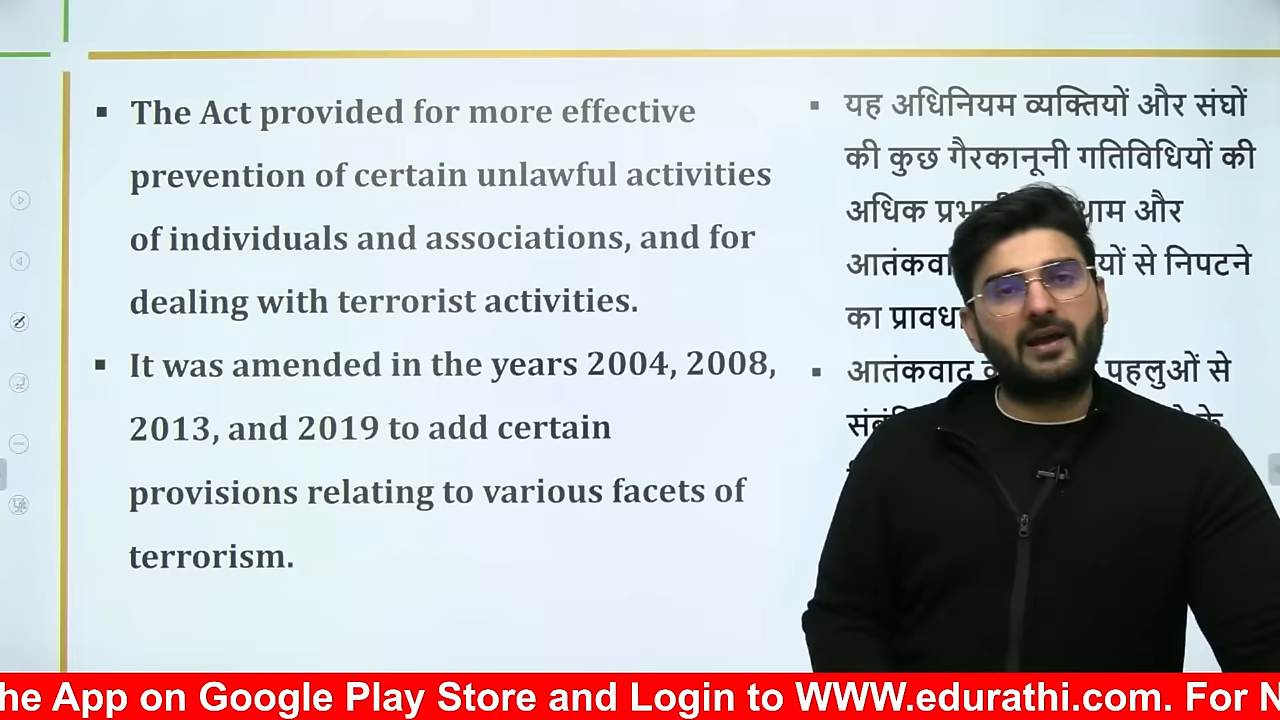 The Act provided for more effective
prevention of certain unlawful activities
of individuals and associations, and for
dealing with terrorist activities.
It was amended in the years 2004, 2008,
2013, and 2019 to add certain
provisions relating to various facets of
terrorism.
यह अधिनियम व्यक्तियों और संघों
की कुछ गैरकानूनी गतिविधियों की
अधिक और
से निपटने
का
आतंकवाद पहलुओं से
he App on Google Play Store and Login to WWW.edurathi.com. For N